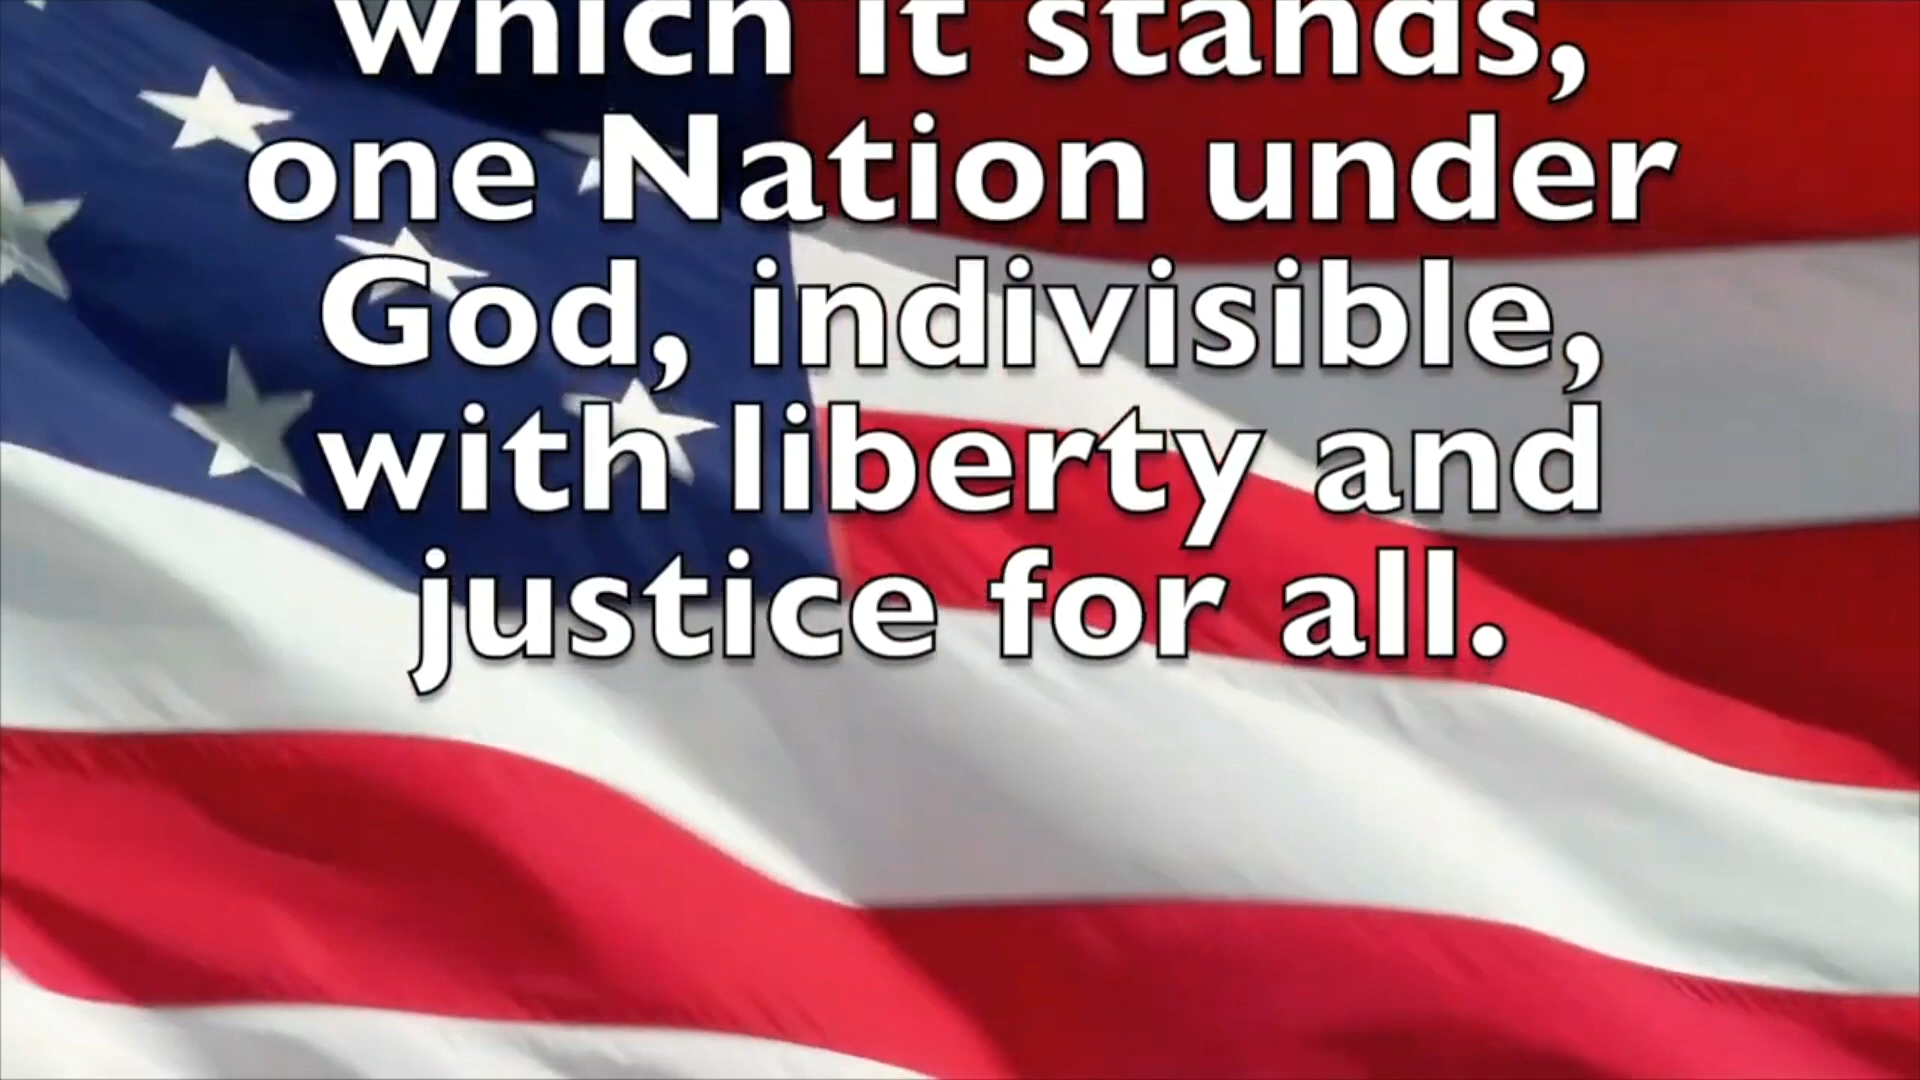 which it stands,
one Nation under
God, indivisible,
with liberty and
justice for all.